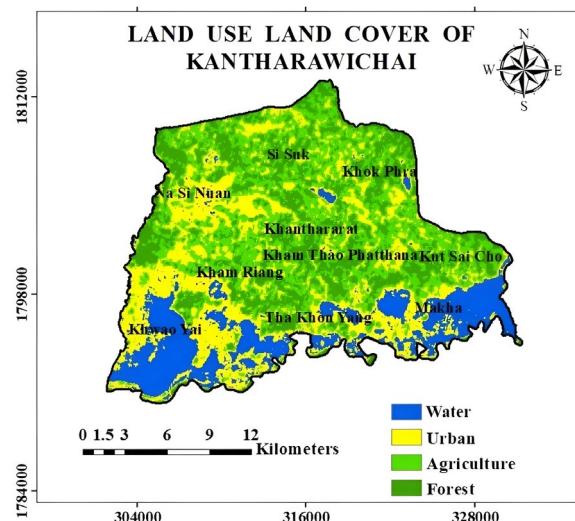 LAND USE LAND COVER OF
KANTHARAWICHAI
N
W E
S
1812000
1798000
1784000
Si Suk
Khok Phra
Na Si Nuan
Khanthararat
Kham Thao Phatthana
Kut Sai Cho
Kham Riang
Makha
Tha Khon Yang
Khwao Yai
Water
Urban
Agriculture
Forest
0 1.5 3 6 9 12
Kilometers
304000 316000 328000